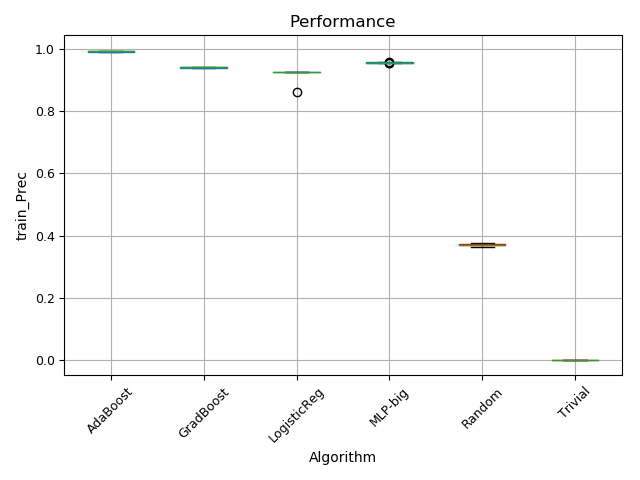 Performance
train_Prec
1.0
0.8
0.6
0.4
0.2
0.0
AdaBoost
GradBoost
LogisticReg
MLP-big
Random
Trivial
Algorithm